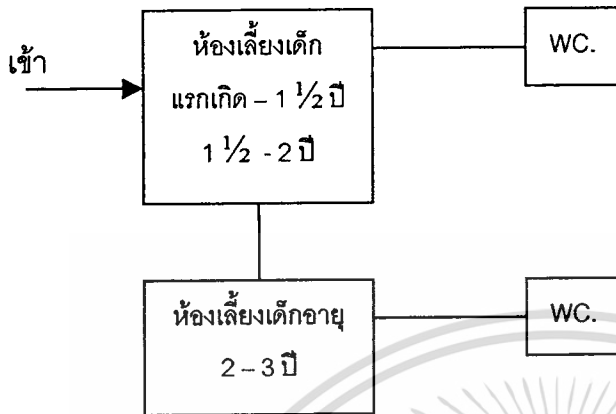 เข้า
ห้องเลี้ยงเด็ก
แรกเกิด – 1 ½ ปี
1 ½ - 2 ปี
WC.
ห้องเลี้ยงเด็กอายุ
2 – 3 ปี
WC.